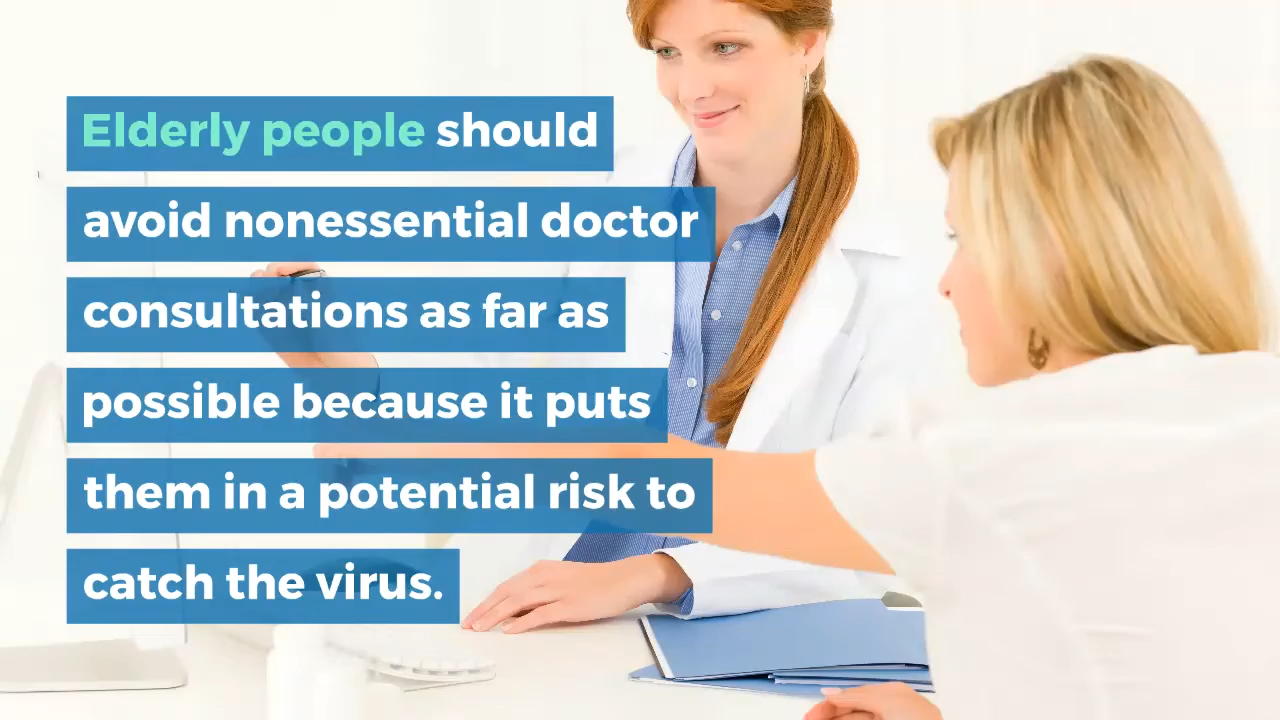 Elderly people should
avoid nonessential doctor
consultations as far as
possible because it puts
them in a potential risk to
catch the virus.